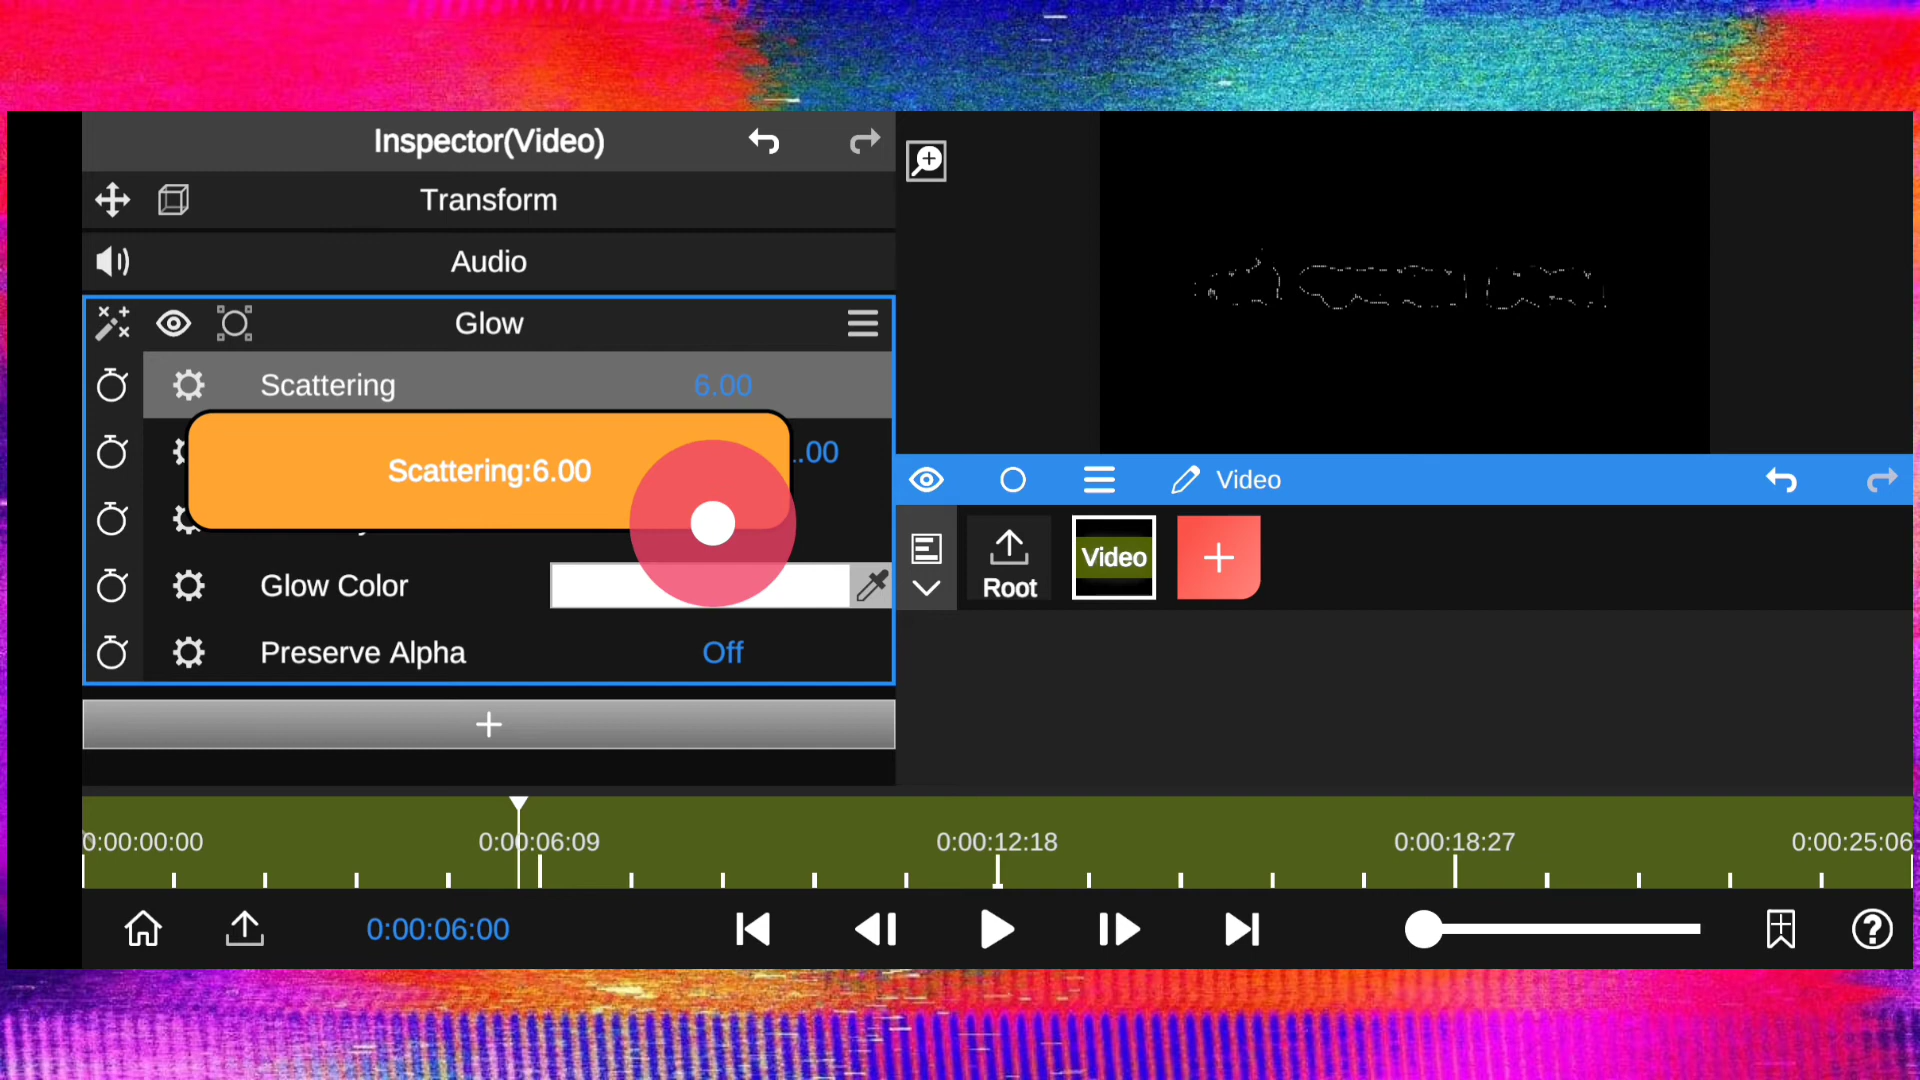 Inspector(Video)
Transform
Audio
Glow
Scattering 6.00
Scattering:6.00
.00
Glow Color
Preserve Alpha Off
Video
Root
Video
0:00:00:00 0:00:06:09 0:00:12:18 0:00:18:27 0:00:25:06
0:00:06:00